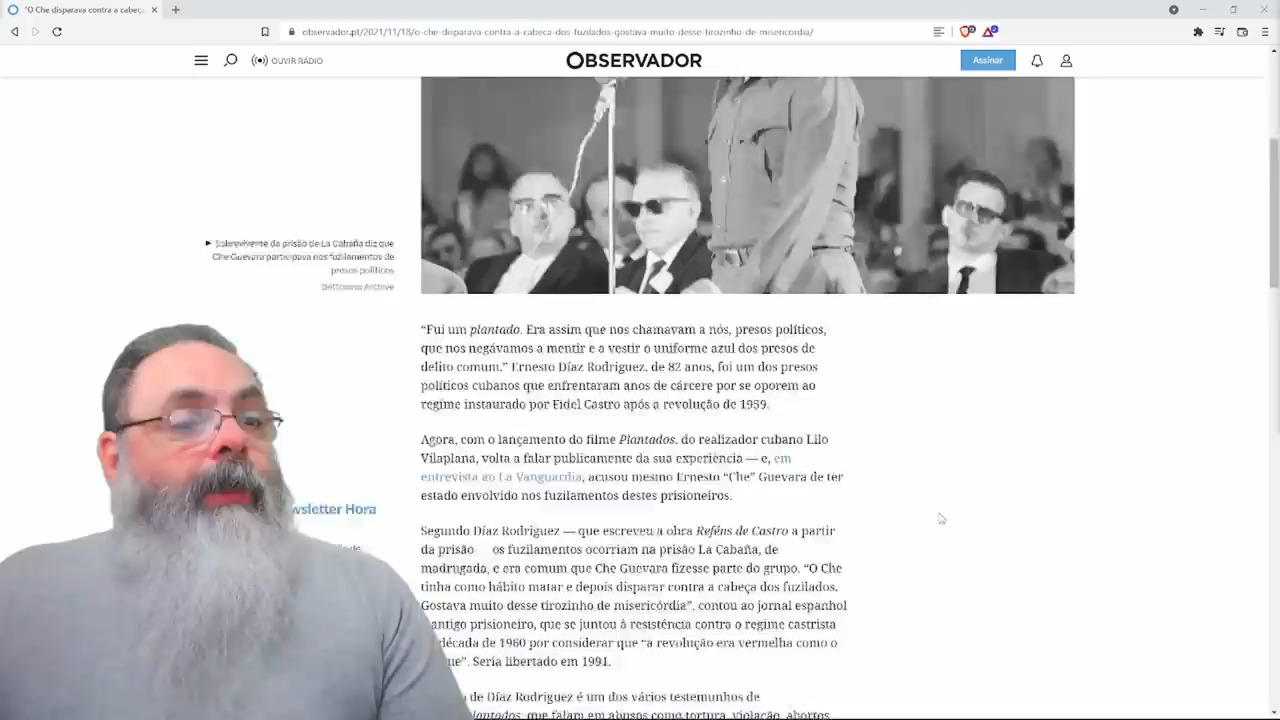 "O Che disparava contra a cabeç
observador.pt/2021/11/18/o-che-disparava-contra-a-cabeca-dos-fuzilados-gostava-muito-desse-tirozinho-de-misericordia/
OUVIR RÁDIO
OBSERVADOR
Assinar
Sobrevivente da prisão de La Cabaña diz que
Che Guevara participava nos fuzilamentos de
presos políticos
Bettmann Archive
“Fui um plantado. Era assim que nos chamavam a nós, presos políticos,
que nos negávamos a mentir e a vestir o uniforme azul dos presos de
delito comum.” Ernesto Díaz Rodriguez, de 82 anos, foi um dos presos
políticos cubanos que enfrentaram anos de cárcere por se oporem ao
regime instaurado por Fidel Castro após a revolução de 1959.
Agora, com o lançamento do filme Plantados, do realizador cubano Lilo
Vilaplana, volta a falar publicamente da sua experiência — e, em
entrevista ao La Vanguardia, acusou mesmo Ernesto “Che” Guevara de ter
estado envolvido nos fuzilamentos destes prisioneiros.
wsletter Hora
Segundo Díaz Rodriguez — que escreveu a obra Reféns de Castro a partir
da prisão os fuzilamentos ocorriam na prisão La Cabaña, de
madrugada, e era comum que Che Guevara fizesse parte do grupo. “O Che
tinha como hábito matar e depois disparar contra a cabeça dos fuzilados.
Gostava muito desse tirozinho de misericórdia”, contou ao jornal espanhol
antigo prisioneiro, que se juntou à resistência contra o regime castrista
década de 1960 por considerar que “a revolução era vermelha como o
que”. Seria libertado em 1991.
de Díaz Rodriguez é um dos vários testemunhos de
lantados, que falam em abusos como tortura, violação, abortos